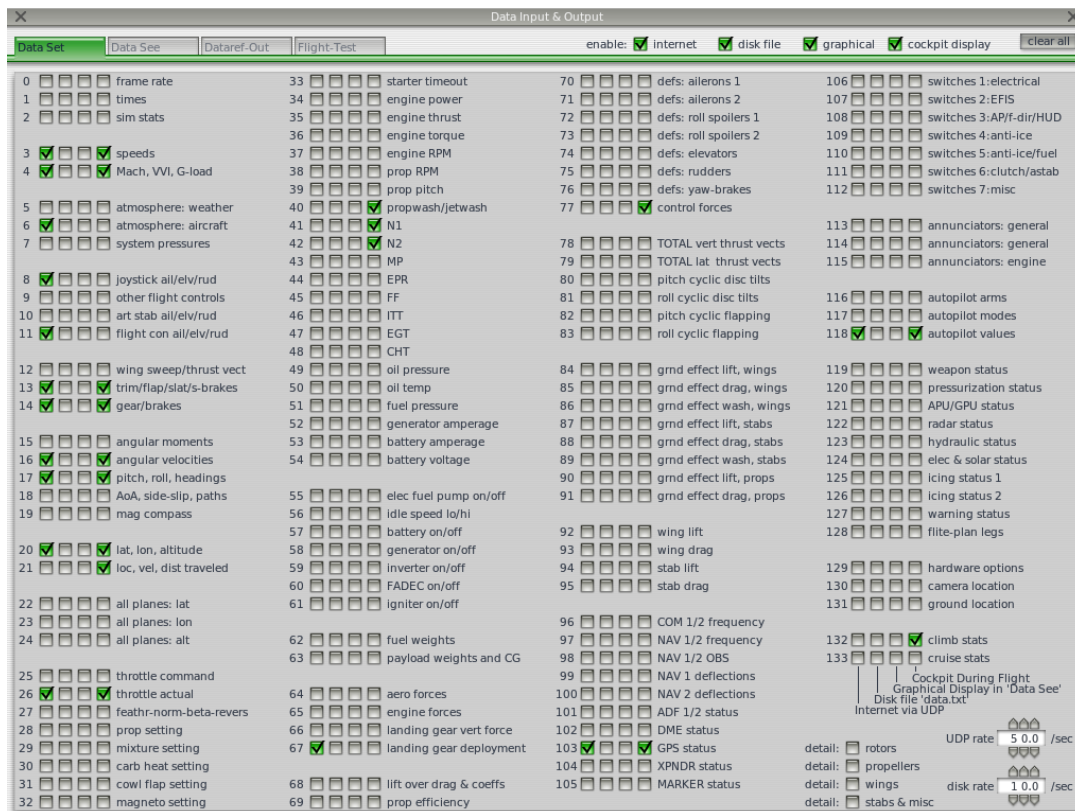 Data Input & Output
Data Set
Data See
Dataref-Out
Flight-Test
enable: internet disk file graphical cockpit display clear all
0 frame rate
1 times
2 sim stats
3 speeds
4 Mach, VVI, G-load
5 atmosphere: weather
6 atmosphere: aircraft
7 system pressures
8 joystick ail/elv/rud
9 other flight controls
10 art stab ail/elv/rud
11 flight con ail/elv/rud
12 wing sweep/thrust vect
13 trim/flap/slat/s-brakes
14 gear/brakes
15 angular moments
16 angular velocities
17 pitch, roll, headings
18 AoA, side-slip, paths
19 mag compass
20 lat, lon, altitude
21 loc, vel, dist traveled
22 all planes: lat
23 all planes: lon
24 all planes: alt
25 throttle command
26 throttle actual
27 feathr-norm-beta-revers
28 prop setting
29 mixture setting
30 carb heat setting
31 cowl flap setting
32 magneto setting
33 starter timeout
34 engine power
35 engine thrust
36 engine torque
37 engine RPM
38 prop RPM
39 prop pitch
40 propwash/jetwash
41 N1
42 N2
43 MP
44 EPR
45 FF
46 ITT
47 EGT
48 CHT
49 oil pressure
50 oil temp
51 fuel pressure
52 generator amperage
53 battery amperage
54 battery voltage
55 elec fuel pump on/off
56 idle speed lo/hi
57 battery on/off
58 generator on/off
59 inverter on/off
60 FADEC on/off
61 igniter on/off
62 fuel weights
63 payload weights and CG
64 aero forces
65 engine forces
66 landing gear vert force
67 landing gear deployment
68 lift over drag & coeffs
69 prop efficiency
70 defs: ailerons 1
71 defs: ailerons 2
72 defs: roll spoilers 1
73 defs: roll spoilers 2
74 defs: elevators
75 defs: rudders
76 defs: yaw-brakes
77 control forces
78 TOTAL vert thrust vects
79 TOTAL lat thrust vects
80 pitch cyclic disc tilts
81 roll cyclic disc tilts
82 pitch cyclic flapping
83 roll cyclic flapping
84 grnd effect lift, wings
85 grnd effect drag, wings
86 grnd effect wash, wings
87 grnd effect lift, stabs
88 grnd effect drag, stabs
89 grnd effect wash, stabs
90 grnd effect lift, props
91 grnd effect drag, props
92 wing lift
93 wing drag
94 stab lift
95 stab drag
96 COM 1/2 frequency
97 NAV 1/2 frequency
98 NAV 1/2 OBS
99 NAV 1 deflections
100 NAV 2 deflections
101 ADF 1/2 status
102 DME status
103 GPS status
104 XPNDR status
105 MARKER status
106 switches 1:electrical
107 switches 2:EFIS
108 switches 3:AP/f-dir/HUD
109 switches 4:anti-ice
110 switches 5:anti-ice/fuel
111 switches 6:clutch/astab
112 switches 7:misc
113 annunciators: general
114 annunciators: general
115 annunciators: engine
116 autopilot arms
117 autopilot modes
118 autopilot values
119 weapon status
120 pressurization status
121 APU/GPU status
122 radar status
123 hydraulic status
124 elec & solar status
125 icing status 1
126 icing status 2
127 warning status
128 flite-plan legs
129 hardware options
130 camera location
131 ground location
132 climb stats
133 cruise stats
Cockpit During Flight
Graphical Display in 'Data See'
Disk file 'data.txt'
Internet via UDP
UDP rate 5 0.0 /sec
detail: rotors
detail: propellers
detail: wings
disk rate 1 0.0 /sec
detail: stabs & misc